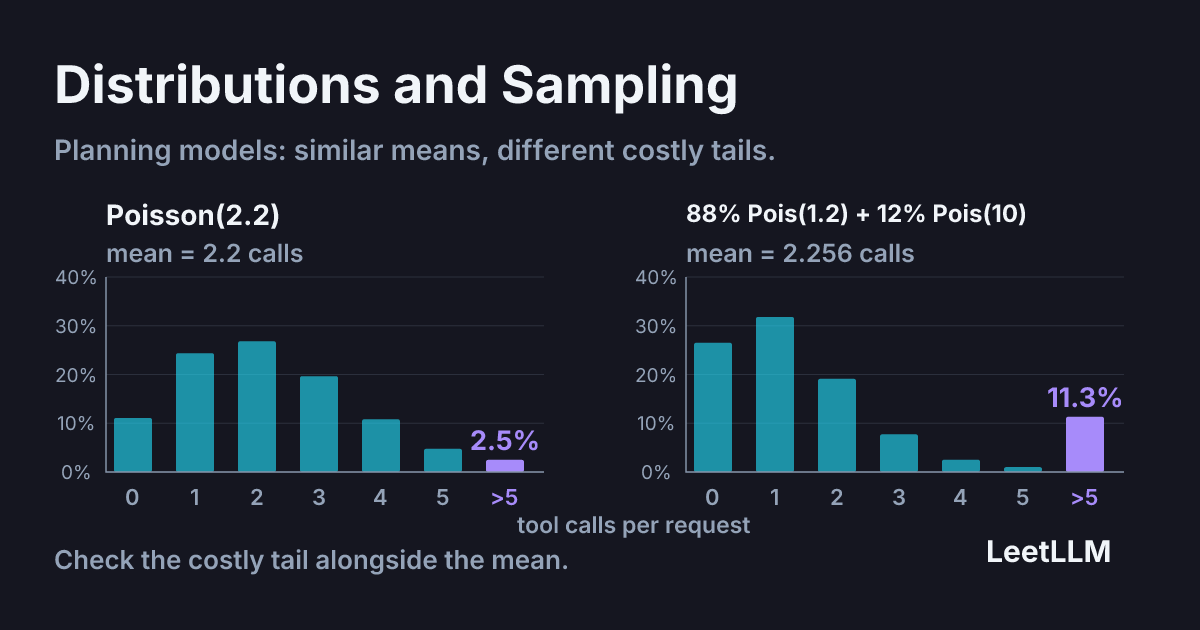 Distributions and Sampling
Planning models: similar means, different costly tails.
Poisson(2.2)
mean = 2.2 calls
40%
30%
20%
10%
0%
2.5%
0 1 2 3 4 5 >5
88% Pois(1.2) + 12% Pois(10)
mean = 2.256 calls
40%
30%
20%
10%
0%
11.3%
0 1 2 3 4 5 >5
tool calls per request
Check the costly tail alongside the mean.
LeetLLM